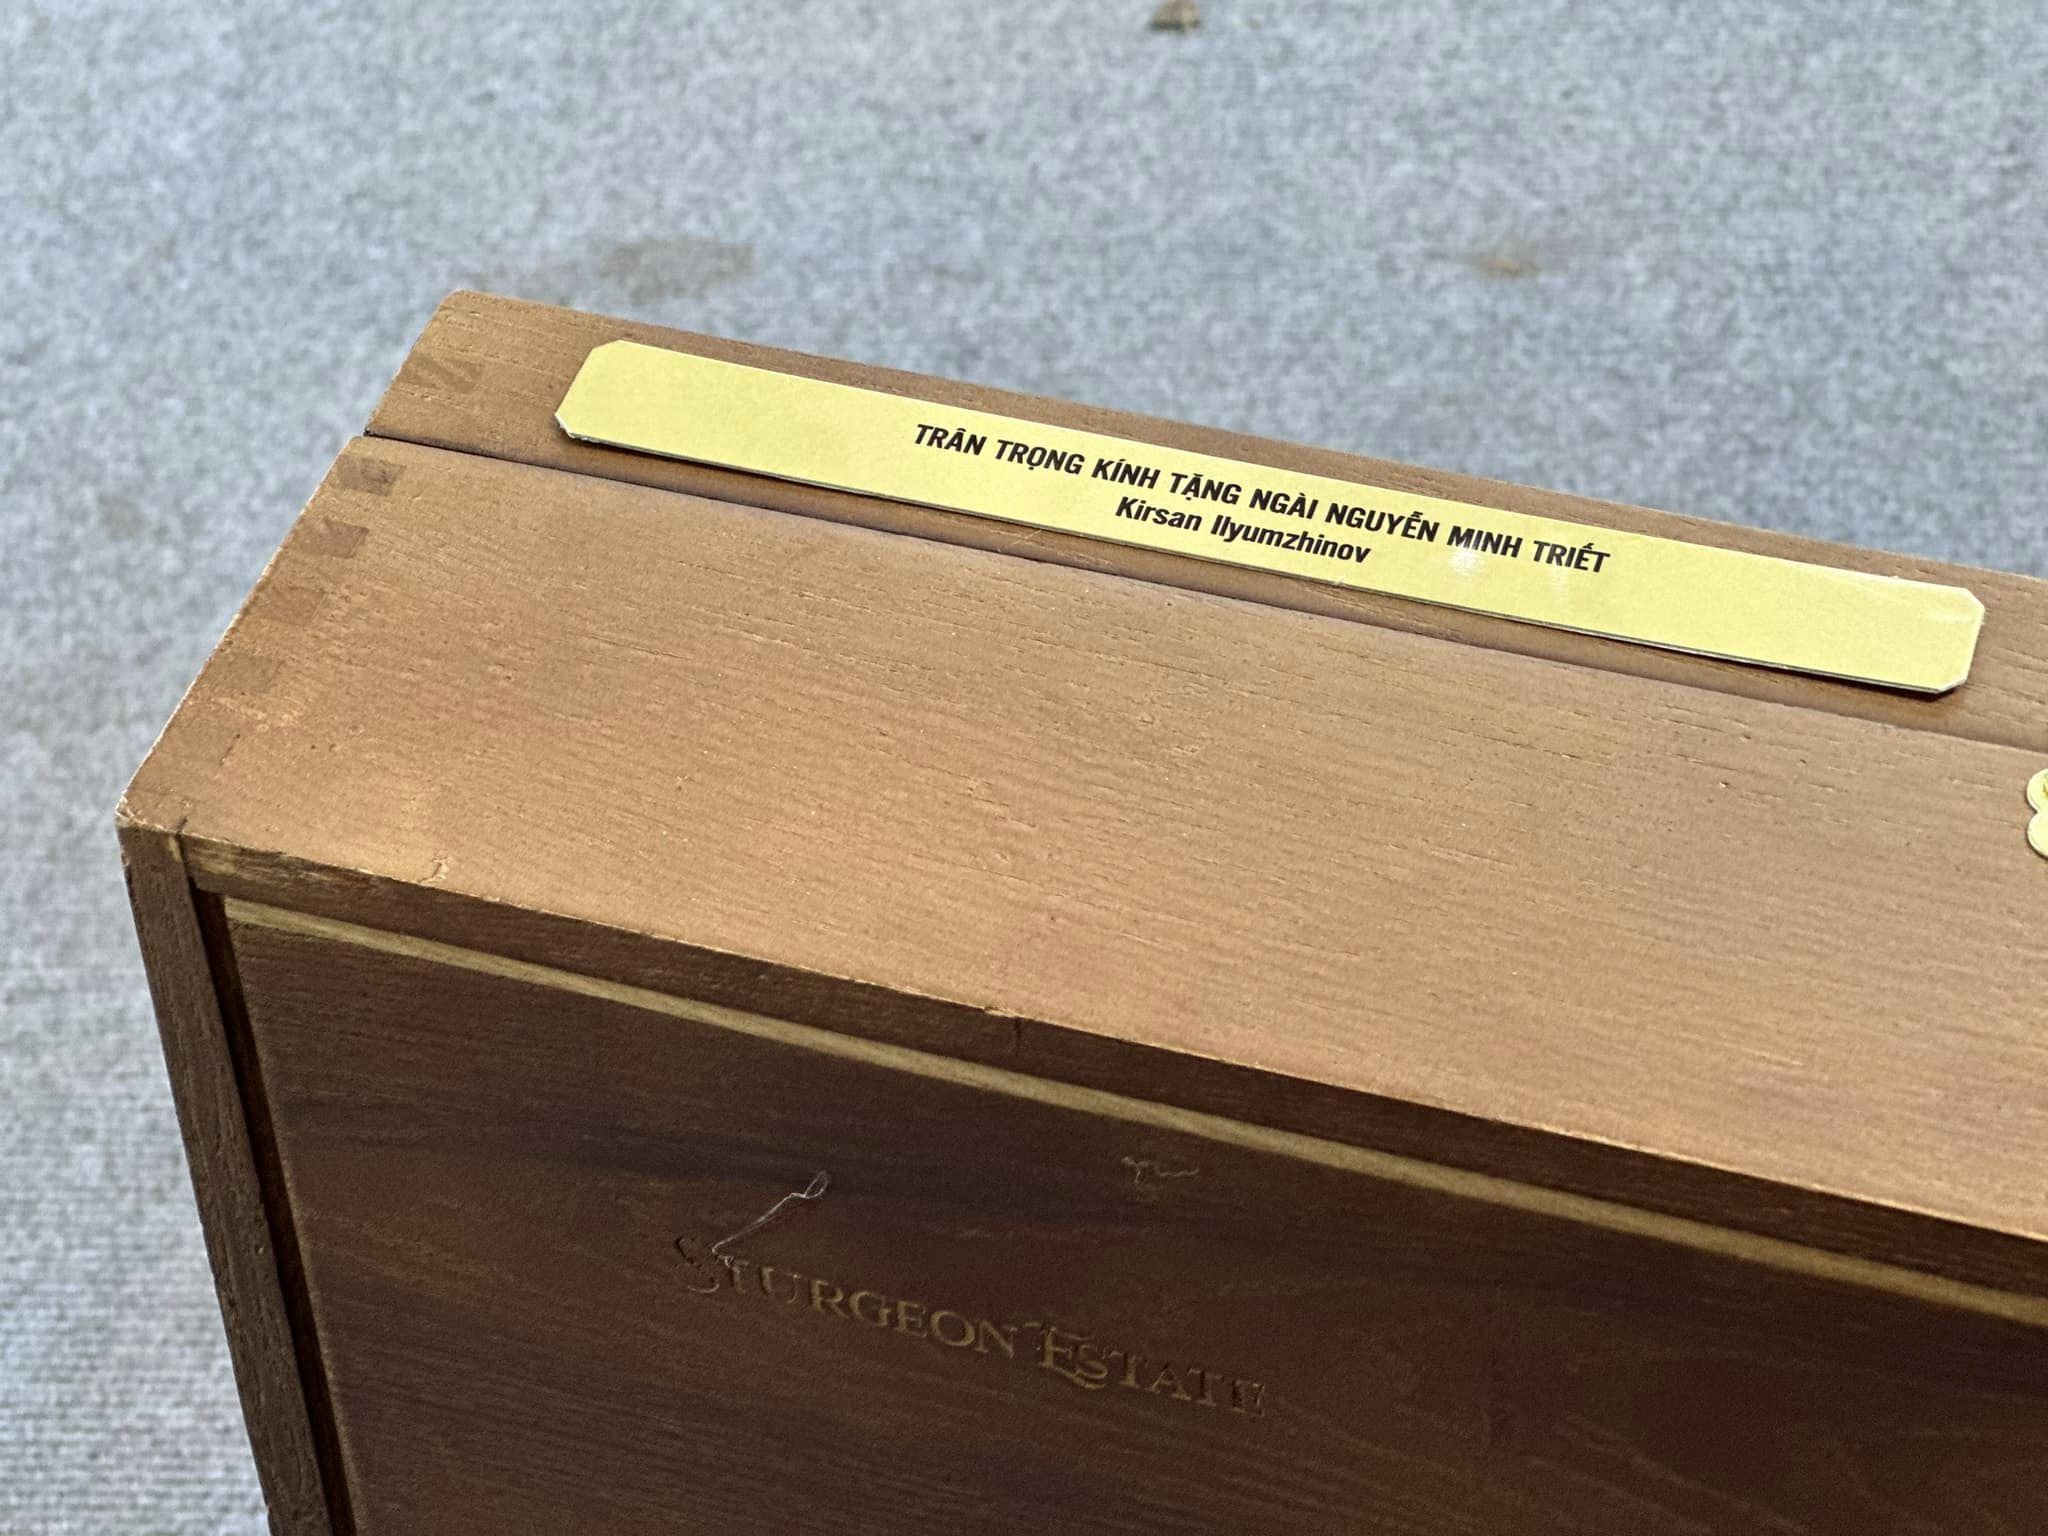 TRÂN TRỌNG KÍNH TẶNG NGÀI NGUYỄN MINH TRIẾT
Kirsan Ilyumzhinov
STURGEON ESTATE